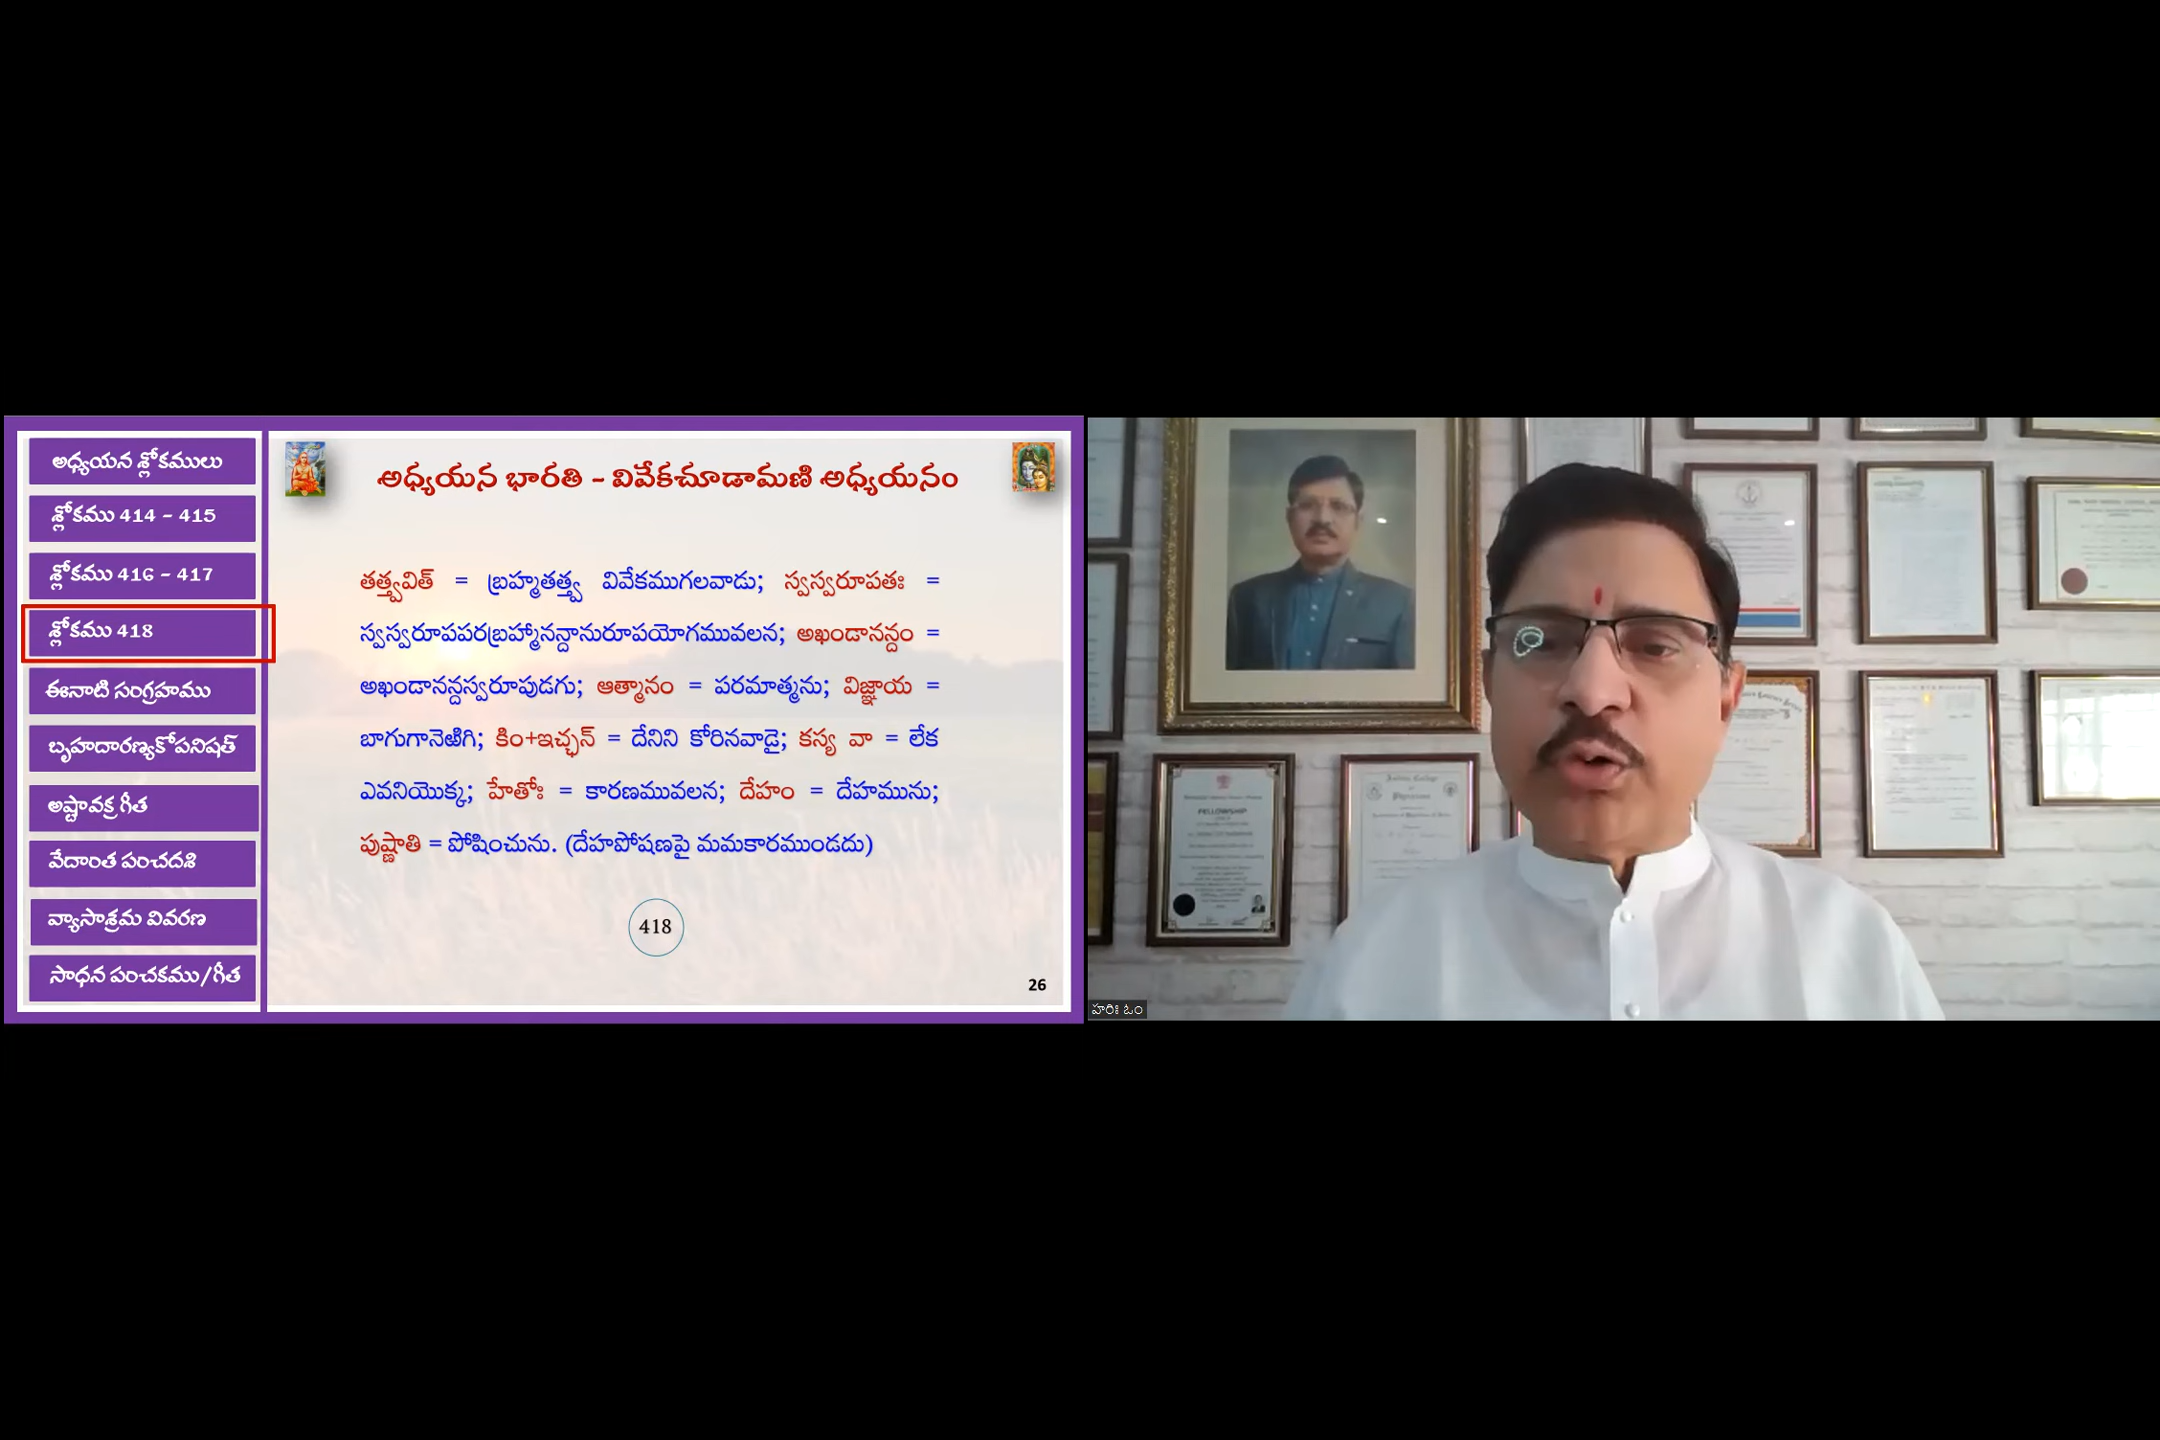 అధ్యయన శ్లోకములు
శ్లోకము 414 - 415
శ్లోకము 416 - 417
శ్లోకము 418
ఈనాటి సంగ్రహము
బృహదారణ్యకోపనిషత్
అష్టావక్ర గీత
వేదాంత పంచదశి
వ్యాసాశ్రమ వివరణ
సాధన పంచకము/గీత
అధ్యయన భారతి - వివేకచూడామణి అధ్యయనం
తత్త్వవిత్ = బ్రహ్మతత్త్వ వివేకముగలవాడు; స్వస్వరూపతః =
స్వస్వరూపపరబ్రహ్మానన్దానురూపయోగమువలన; అఖండానన్దం =
అఖండానన్దస్వరూపుడగు; ఆత్మానం = పరమాత్మను; విజ్ఞాయ =
బాగుగానెఱిగి; కిం+ఇచ్ఛన్ = దేనిని కోరినవాడై; కస్య వా = లేక
ఎవనియొక్క; హేతోః = కారణమువలన; దేహం = దేహమును;
పుష్ణాతి = పోషించును. (దేహపోషణపై మమకారముండదు)
418
26
FELLOWSHIP
హరిః ఓం